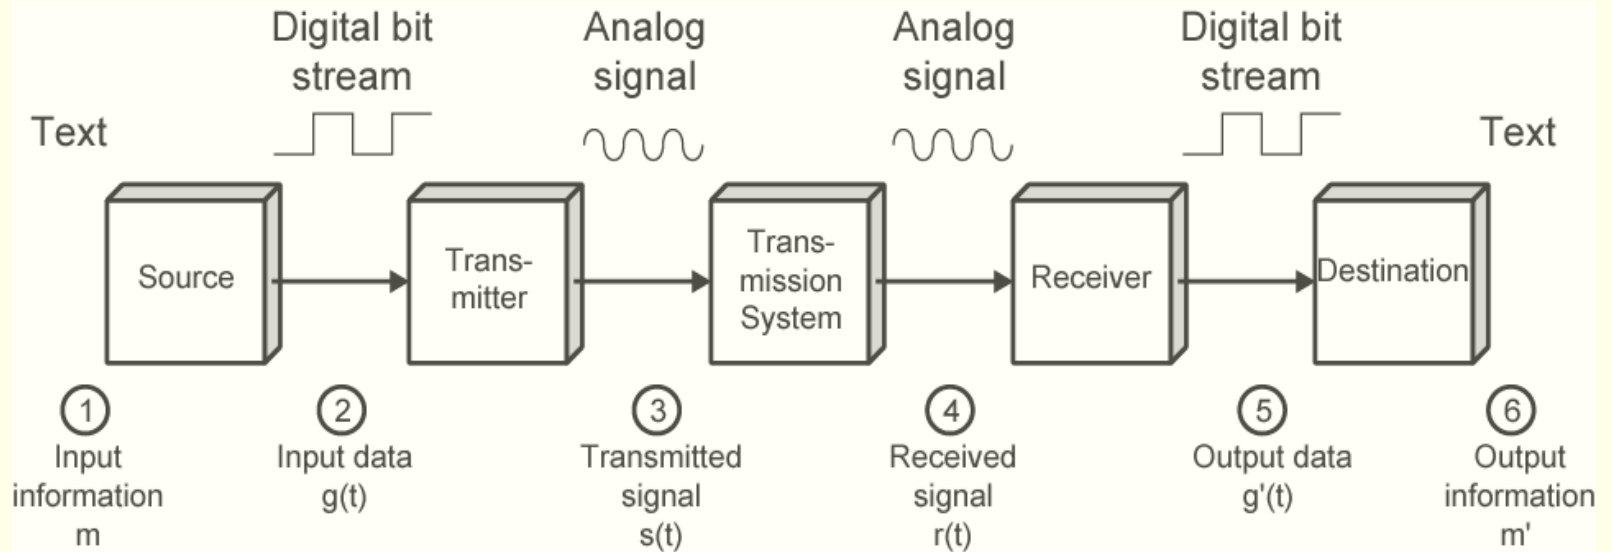 Digital bit
stream
Analog
signal
Analog
signal
Digital bit
stream
Text
Text
Source
Trans-
mitter
Trans-
mission
System
Receiver
Destination
1
Input
information
m
2
Input data
g(t)
3
Transmitted
signal
s(t)
4
Received
signal
r(t)
5
Output data
g'(t)
6
Output
information
m'